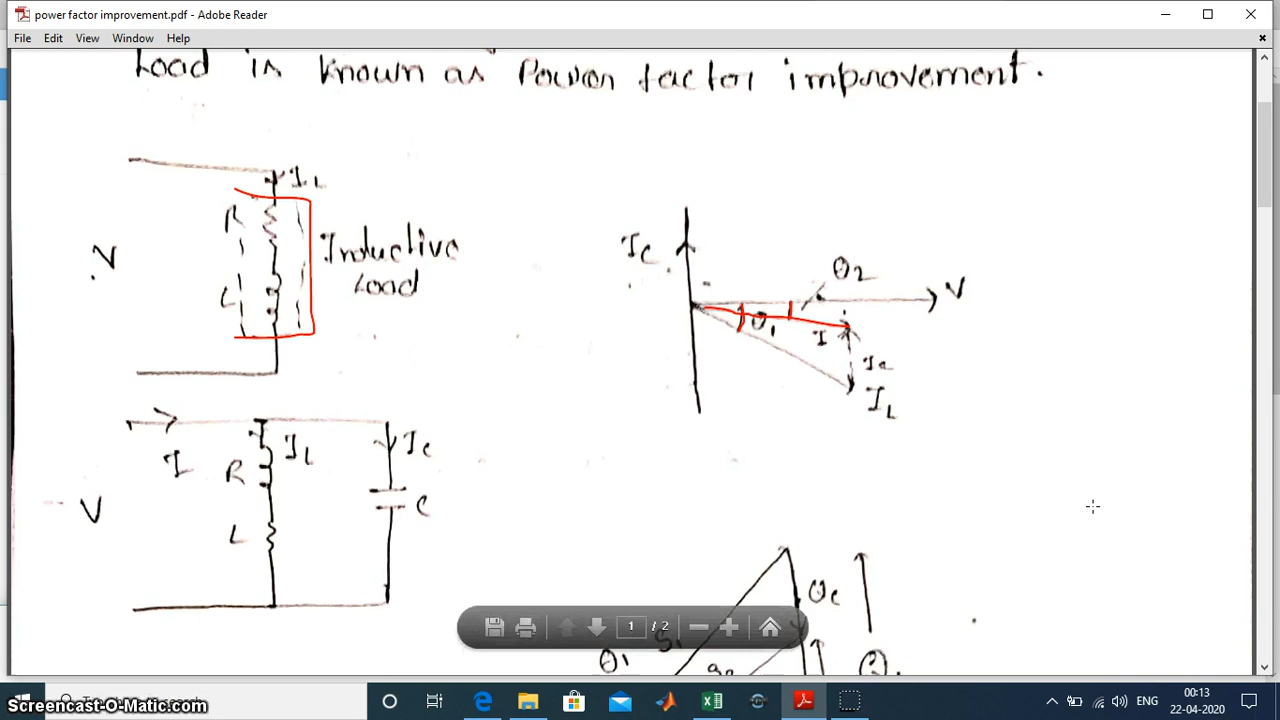 power factor improvement.pdf - Adobe Reader
File Edit View Window Help
Load is known as Power factor improvement.
IL
R
V
L
Inductive
Load
IC
θ2
V
θ1
I
Ic
IL
I
IL
R
V
L
IC
C
θc
S1
θ1
1 / 2
ENG
00:13
22-04-2020
Screencast-O-Matic.com